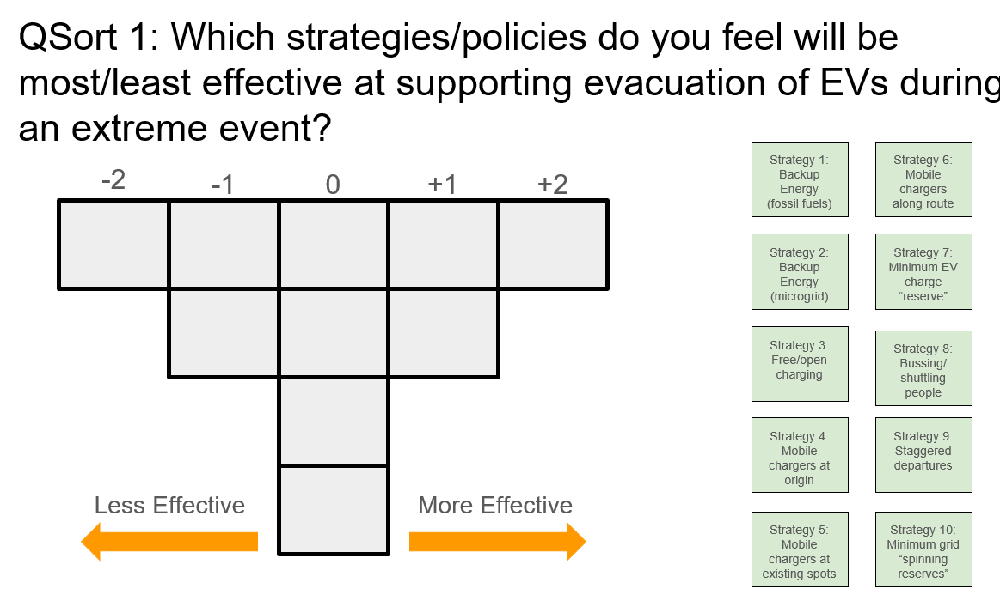 QSort 1: Which strategies/policies do you feel will be
most/least effective at supporting evacuation of EVs during
an extreme event?
-2
-1
0
+1
+2
Less Effective
More Effective
Strategy 1:
Backup
Energy
(fossil fuels)
Strategy 6:
Mobile
chargers
along route
Strategy 2:
Backup
Energy
(microgrid)
Strategy 7:
Minimum EV
charge
“reserve”
Strategy 3:
Free/open
charging
Strategy 8:
Bussing/
shuttling
people
Strategy 4:
Mobile
chargers at
origin
Strategy 9:
Staggered
departures
Strategy 5:
Mobile
chargers at
existing spots
Strategy 10:
Minimum grid
“spinning
reserves”